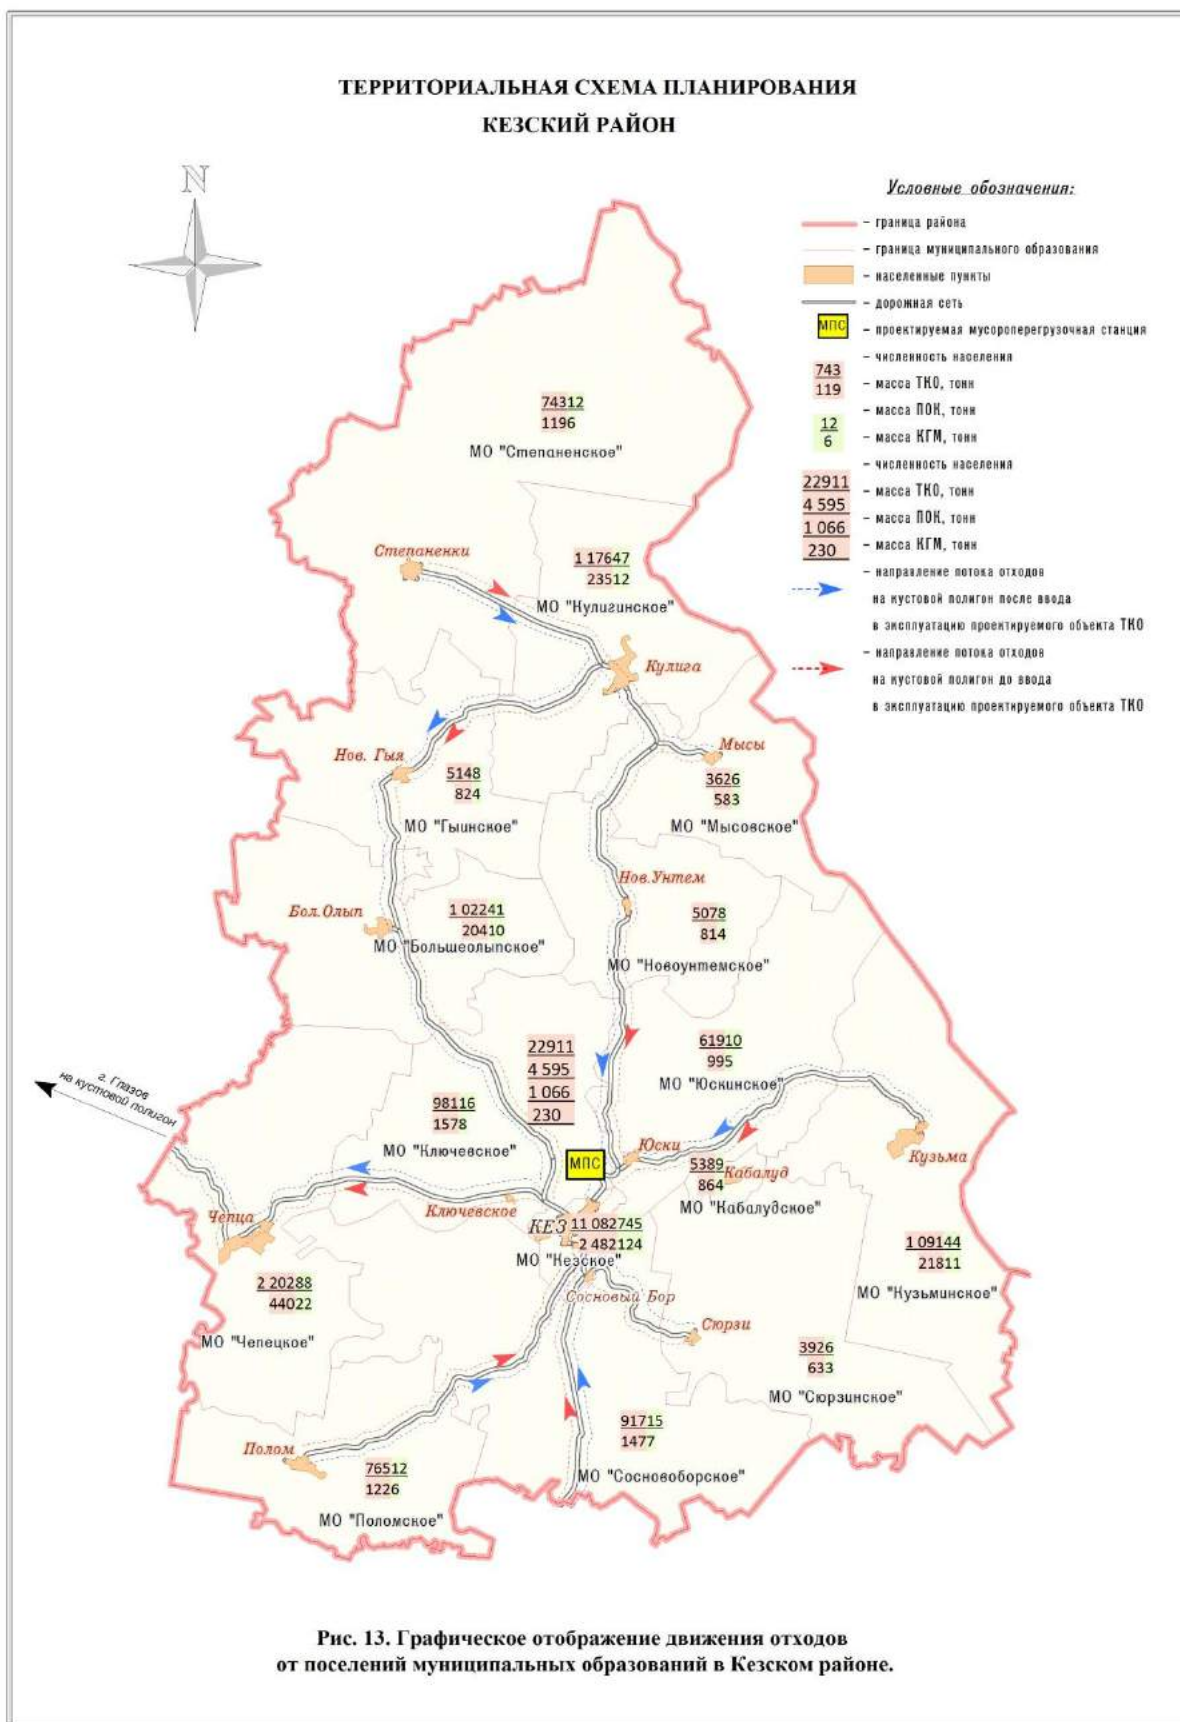 ТЕРРИТОРИАЛЬНАЯ СХЕМА ПЛАНИРОВАНИЯ
КЕЗСКИЙ РАЙОН
N
Условные обозначения:
– граница района
– граница муниципального образования
– населенные пункты
– дорожная сеть
МПС – проектируемая мусороперегрузочная станция
– численность населения
743
119
– масса ТКО, тонн
– масса ПОК, тонн
12
6
– масса КГМ, тонн
– численность населения
22911
4 595
1 066
230
– масса ТКО, тонн
– масса ПОК, тонн
– масса КГМ, тонн
– направление потока отходов
на кустовой полигон после ввода
в эксплуатацию проектируемого объекта ТКО
– направление потока отходов
на кустовой полигон до ввода
в эксплуатацию проектируемого объекта ТКО
74312
1196
МО "Степаненское"
Степаненки
1 17647
23512
МО "Кулигинское"
Кулига
Мысы
Нов. Гыя
5148
824
МО "Гыинское"
3626
583
МО "Мысовское"
Нов.Унтем
Бол.Олып
1 02241
20410
МО "Большеолыпское"
5078
814
МО "Новоунтемское"
22911
4 595
1 066
230
61910
995
МО "Юскинское"
г. Глазов
на кустовой полигон
98116
1578
МО "Ключевское"
МПС
Юски
Кузьма
5389
864
Кабалуд
МО "Кабалудское"
Чепца
Ключевское
КЕЗ
11 082745
2 482124
МО "Кезское"
1 09144
21811
МО "Кузьминское"
2 20288
44022
МО "Чепецкое"
Сосновый Бор
Сюрзи
3926
633
МО "Сюрзинское"
91715
1477
МО "Сосновоборское"
Полом
76512
1226
МО "Поломское"
Рис. 13. Графическое отображение движения отходов
от поселений муниципальных образований в Кезском районе.